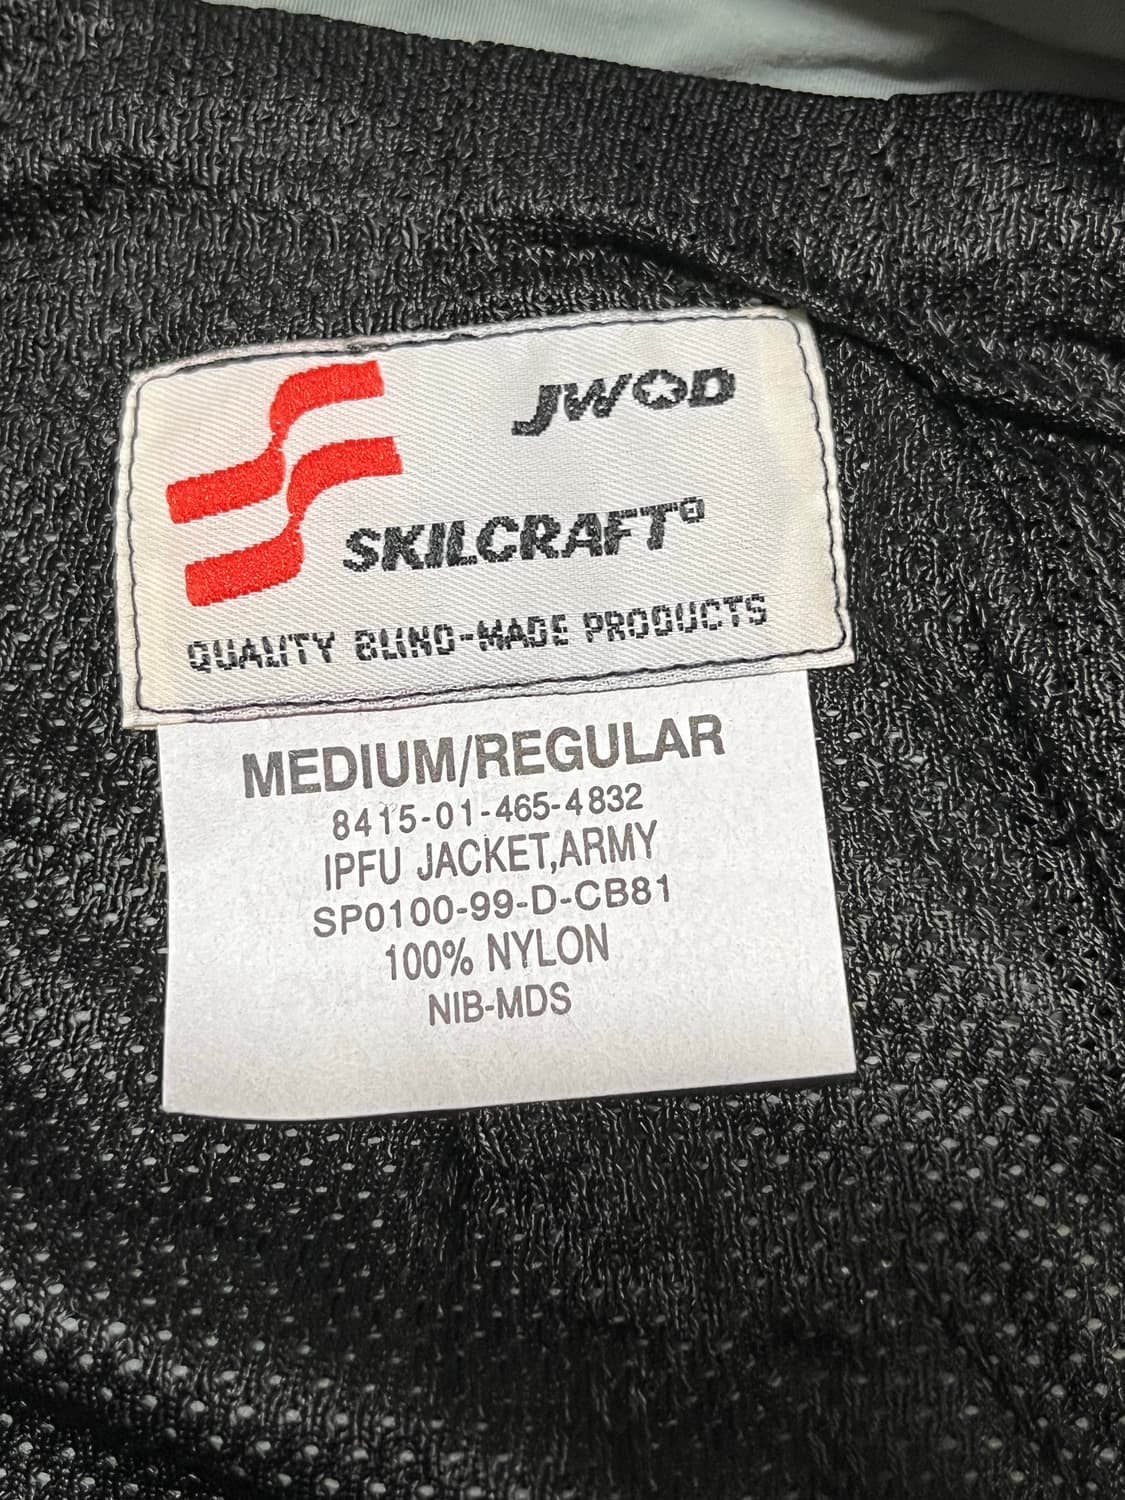 JWOD
SKILCRAFT®
QUALITY BLIND-MADE PRODUCTS
MEDIUM/REGULAR
8415-01-465-4832
IPFU JACKET,ARMY
SP0100-99-D-CB81
100% NYLON
NIB-MDS